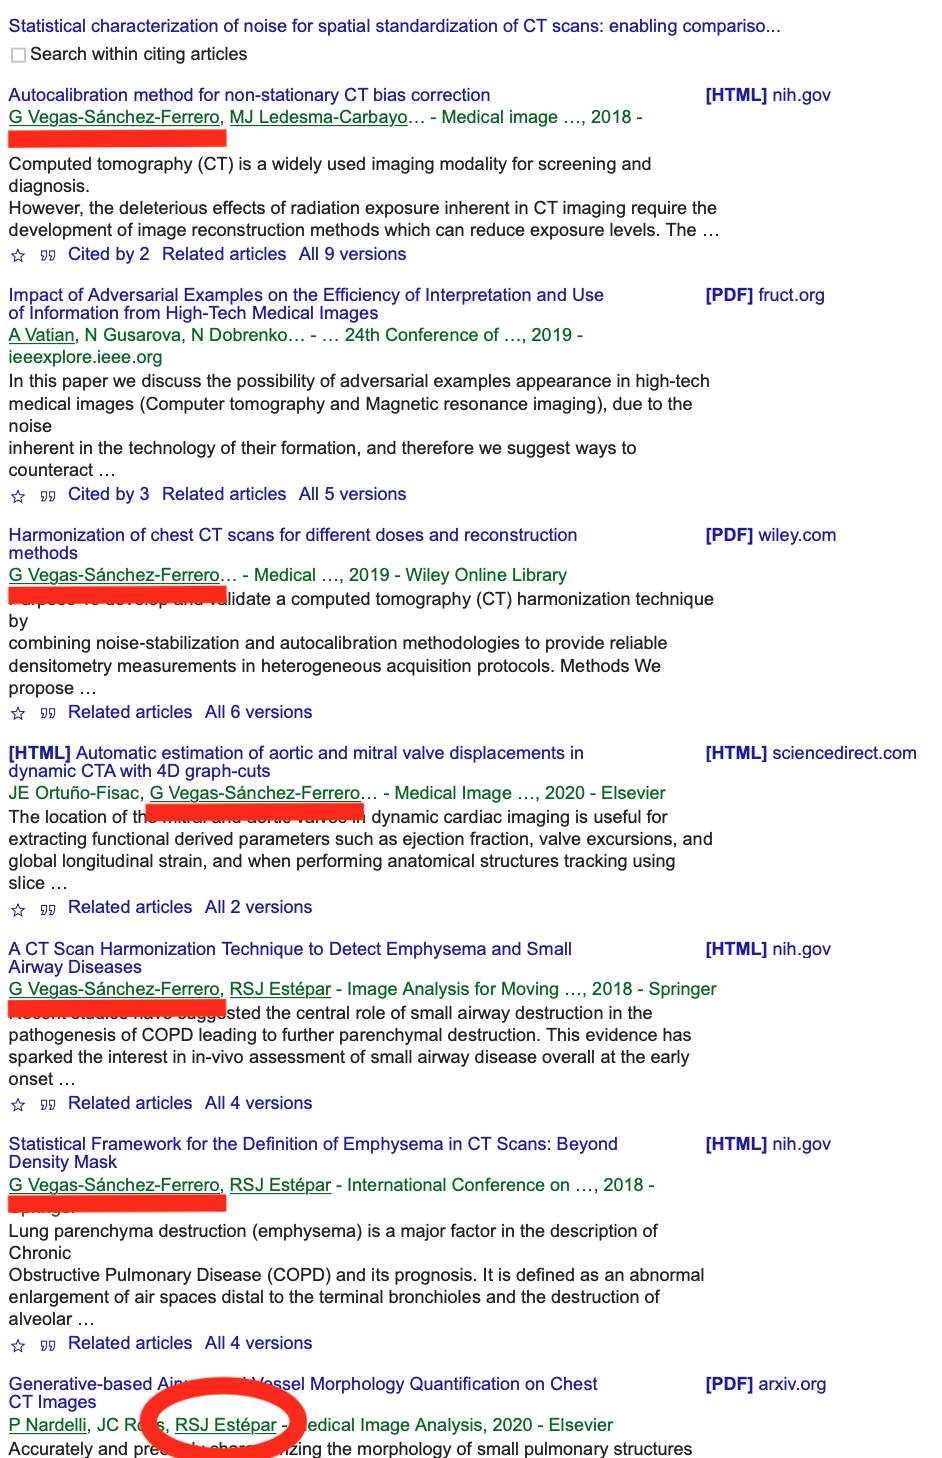 Statistical characterization of noise for spatial standardization of CT scans: enabling compariso...
Search within citing articles
Autocalibration method for non-stationary CT bias correction
[HTML] nih.gov
G Vegas-Sánchez-Ferrero, MJ Ledesma-Carbayo… - Medical image …, 2018 -
Computed tomography (CT) is a widely used imaging modality for screening and
diagnosis.
However, the deleterious effects of radiation exposure inherent in CT imaging require the
development of image reconstruction methods which can reduce exposure levels. The …
Cited by 2 Related articles All 9 versions
Impact of Adversarial Examples on the Efficiency of Interpretation and Use
of Information from High-Tech Medical Images
[PDF] fruct.org
A Vatian, N Gusarova, N Dobrenko… - … 24th Conference of …, 2019 -
ieeexplore.ieee.org
In this paper we discuss the possibility of adversarial examples appearance in high-tech
medical images (Computer tomography and Magnetic resonance imaging), due to the
noise
inherent in the technology of their formation, and therefore we suggest ways to
counteract …
Cited by 3 Related articles All 5 versions
Harmonization of chest CT scans for different doses and reconstruction
methods
[PDF] wiley.com
G Vegas-Sánchez-Ferrero… - Medical …, 2019 - Wiley Online Library
lidate a computed tomography (CT) harmonization technique
by
combining noise-stabilization and autocalibration methodologies to provide reliable
densitometry measurements in heterogeneous acquisition protocols. Methods We
propose …
Related articles All 6 versions
[HTML] Automatic estimation of aortic and mitral valve displacements in
dynamic CTA with 4D graph-cuts
[HTML] sciencedirect.com
JE Ortuño-Fisac, G Vegas-Sánchez-Ferrero… - Medical Image …, 2020 - Elsevier
The location of the dynamic cardiac imaging is useful for
extracting functional derived parameters such as ejection fraction, valve excursions, and
global longitudinal strain, and when performing anatomical structures tracking using
slice …
Related articles All 2 versions
A CT Scan Harmonization Technique to Detect Emphysema and Small
Airway Diseases
[HTML] nih.gov
G Vegas-Sánchez-Ferrero, RSJ Estépar - Image Analysis for Moving …, 2018 - Springer
sted the central role of small airway destruction in the
pathogenesis of COPD leading to further parenchymal destruction. This evidence has
sparked the interest in in-vivo assessment of small airway disease overall at the early
onset …
Related articles All 4 versions
Statistical Framework for the Definition of Emphysema in CT Scans: Beyond
Density Mask
[HTML] nih.gov
G Vegas-Sánchez-Ferrero, RSJ Estépar - International Conference on …, 2018 -
Lung parenchyma destruction (emphysema) is a major factor in the description of
Chronic
Obstructive Pulmonary Disease (COPD) and its prognosis. It is defined as an abnormal
enlargement of air spaces distal to the terminal bronchioles and the destruction of
alveolar …
Related articles All 4 versions
Generative-based Vessel Morphology Quantification on Chest
CT Images
[PDF] arxiv.org
P Nardelli, JC RSJ Estépar - Medical Image Analysis, 2020 - Elsevier
Accurately and the morphology of small pulmonary structures